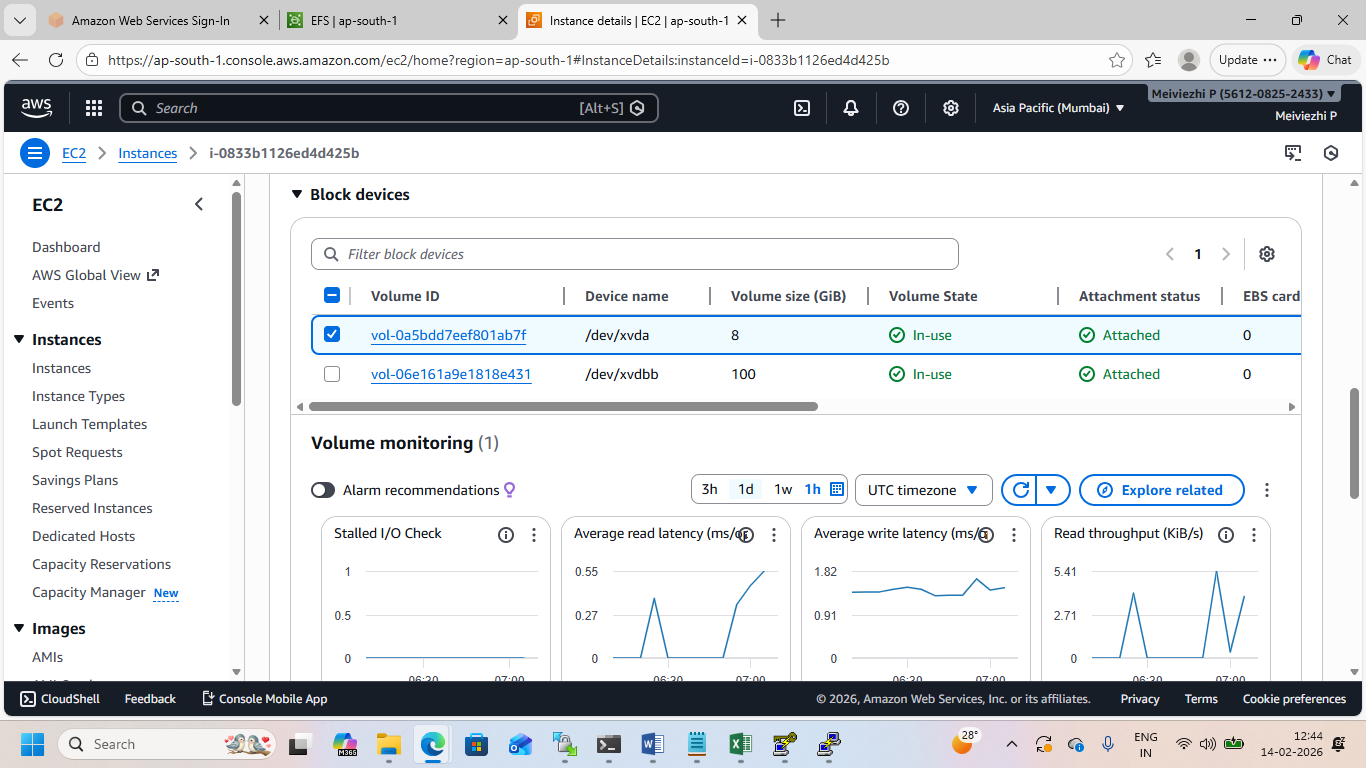 Amazon Web Services Sign-In
EFS | ap-south-1
Instance details | EC2 | ap-south-1
https://ap-south-1.console.aws.amazon.com/ec2/home?region=ap-south-1#InstanceDetails:instanceId=i-0833b1126ed4d425b
Update
Chat
aws
Search
[Alt+S]
Asia Pacific (Mumbai)
Meiviezhi P (5612-0825-2433)
Meiviezhi P
EC2
Instances
i-0833b1126ed4d425b
EC2
Dashboard
AWS Global View
Events
Instances
Instances
Instance Types
Launch Templates
Spot Requests
Savings Plans
Reserved Instances
Dedicated Hosts
Capacity Reservations
Capacity Manager New
Images
AMIs
Block devices
Filter block devices
1
Volume ID Device name Volume size (GiB) Volume State Attachment status EBS card
vol-0a5bdd7eef801ab7f /dev/xvda 8 In-use Attached 0
vol-06e161a9e1818e431 /dev/xvdbb 100 In-use Attached 0
Volume monitoring (1)
Alarm recommendations
3h 1d 1w 1h
UTC timezone
Explore related
Stalled I/O Check
1
0.5
0
06:30 07:00
Average read latency (ms/o
0.55
0.27
0
06:30 07:00
Average write latency (ms/
1.82
0.91
0
06:30 07:00
Read throughput (KiB/s)
5.41
2.71
0
06:30 07:00
CloudShell Feedback Console Mobile App
© 2026, Amazon Web Services, Inc. or its affiliates. Privacy Terms Cookie preferences
Search
M365
28°
ENG
IN
12:44
14-02-2026